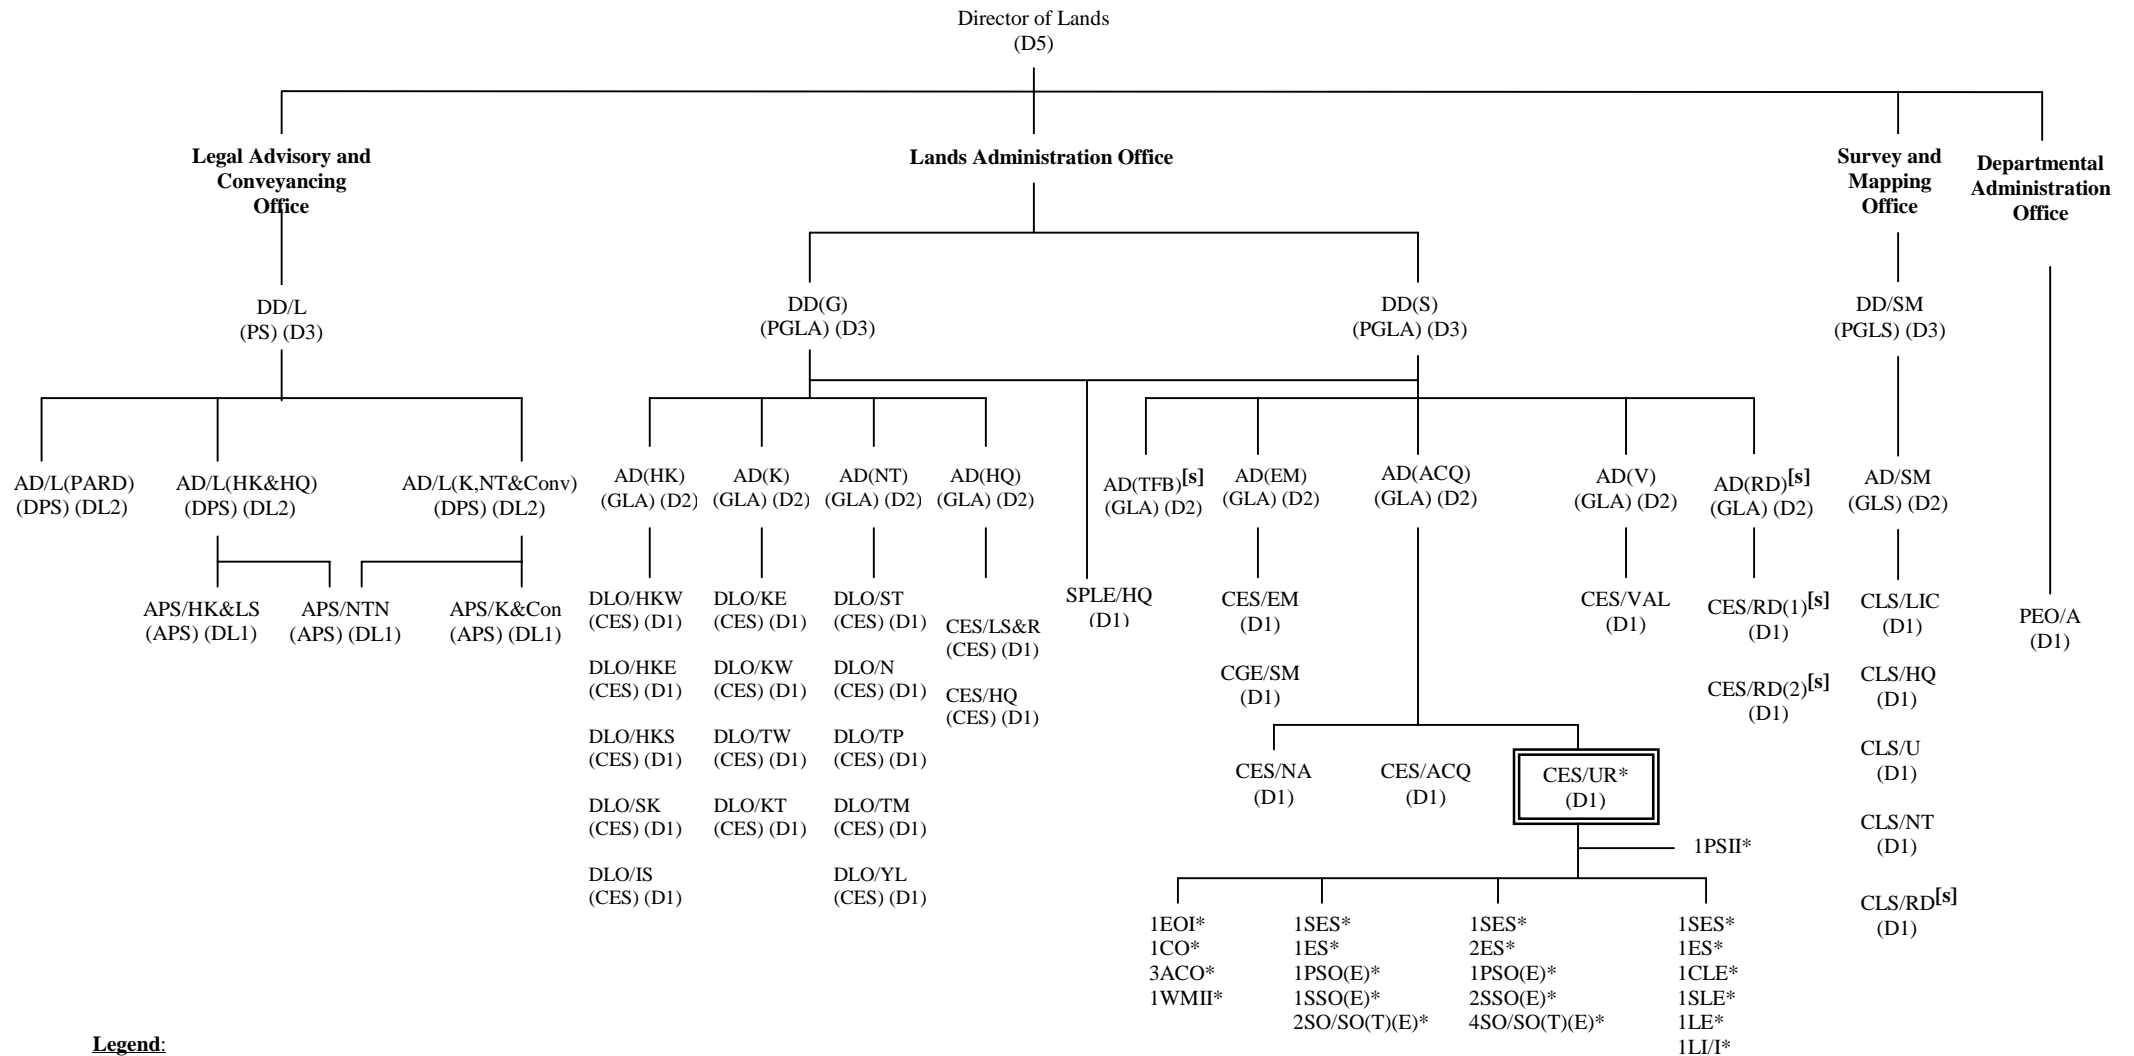 Director of Lands
(D5)
Legal Advisory and
Conveyancing
Office
Lands Administration Office
Survey and
Mapping
Office
Departmental
Administration
Office
DD/L
(PS) (D3)
DD(G)
(PGLA) (D3)
DD(S)
(PGLA) (D3)
DD/SM
(PGLS) (D3)
AD/L(PARD)
(DPS) (DL2)
AD/L(HK&HQ)
(DPS) (DL2)
AD/L(K,NT&Conv)
(DPS) (DL2)
AD(HK)
(GLA) (D2)
AD(K)
(GLA) (D2)
AD(NT)
(GLA) (D2)
AD(HQ)
(GLA) (D2)
AD(TFB)[s]
(GLA) (D2)
AD(EM)
(GLA) (D2)
AD(ACQ)
(GLA) (D2)
AD(V)
(GLA) (D2)
AD(RD)[s]
(GLA) (D2)
AD/SM
(GLS) (D2)
APS/HK&LS
(APS) (DL1)
APS/NTN
(APS) (DL1)
APS/K&Con
(APS) (DL1)
DLO/HKW
(CES) (D1)
DLO/HKE
(CES) (D1)
DLO/HKS
(CES) (D1)
DLO/SK
(CES) (D1)
DLO/IS
(CES) (D1)
DLO/KE
(CES) (D1)
DLO/KW
(CES) (D1)
DLO/TW
(CES) (D1)
DLO/KT
(CES) (D1)
DLO/ST
(CES) (D1)
DLO/N
(CES) (D1)
DLO/TP
(CES) (D1)
DLO/TM
(CES) (D1)
DLO/YL
(CES) (D1)
CES/LS&R
(CES) (D1)
CES/HQ
(CES) (D1)
SPLE/HQ
(D1)
CES/EM
(D1)
CGE/SM
(D1)
CES/VAL
(D1)
CES/RD(1)[s]
(D1)
CES/RD(2)[s]
(D1)
CLS/LIC
(D1)
CLS/HQ
(D1)
CLS/U
(D1)
CLS/NT
(D1)
CLS/RD[s]
(D1)
PEO/A
(D1)
CES/NA
(D1)
CES/ACQ
(D1)
CES/UR*
(D1)
1PSII*
1EOI*
1CO*
3ACO*
1WMII*
1SES*
1ES*
1PSO(E)*
1SSO(E)*
2SO/SO(T)(E)*
1SES*
2ES*
1PSO(E)*
2SSO(E)*
4SO/SO(T)(E)*
1SES*
1ES*
1CLE*
1SLE*
1LE*
1LI/I*
Legend: